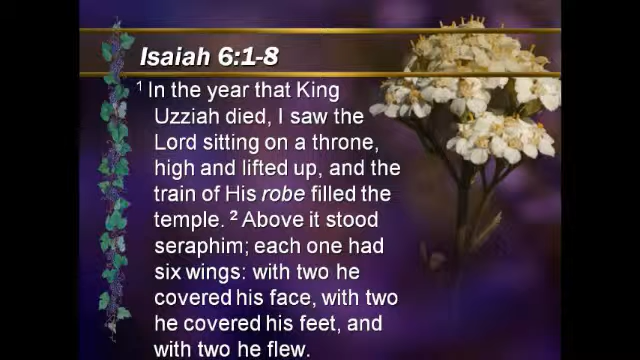 Isaiah 6:1-8
¹ In the year that King
Uzziah died, I saw the
Lord sitting on a throne,
high and lifted up, and the
train of His robe filled the
temple. ² Above it stood
seraphim; each one had
six wings: with two he
covered his face, with two
he covered his feet, and
with two he flew.